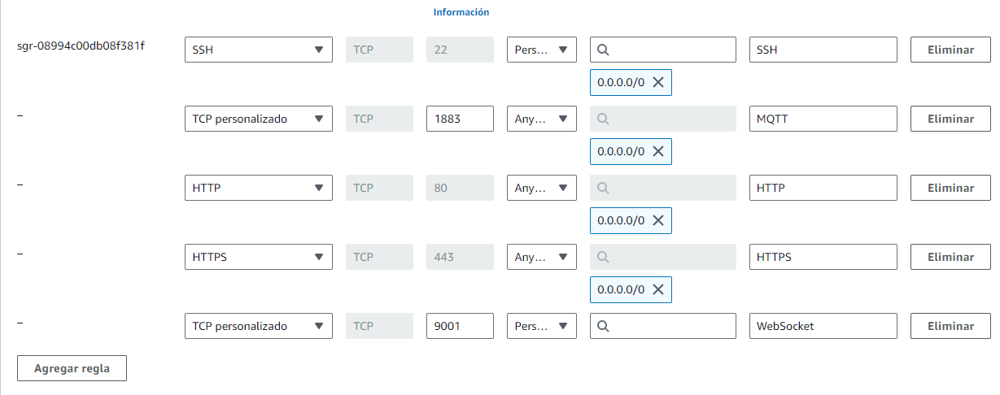 Información
sgr-08994c00db08f381f SSH TCP 22 Pers... SSH Eliminar
0.0.0.0/0
– TCP personalizado TCP 1883 Any... MQTT Eliminar
0.0.0.0/0
– HTTP TCP 80 Any... HTTP Eliminar
0.0.0.0/0
– HTTPS TCP 443 Any... HTTPS Eliminar
0.0.0.0/0
– TCP personalizado TCP 9001 Pers... WebSocket Eliminar
Agregar regla